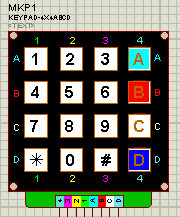 MKP1
KEYPAD-4X4ABCD
<TEXT>
1 2 3 4
A 1 2 3 A A
B 4 5 6 B B
C 7 8 9 C C
D * 0 # D D
1 2 3 4